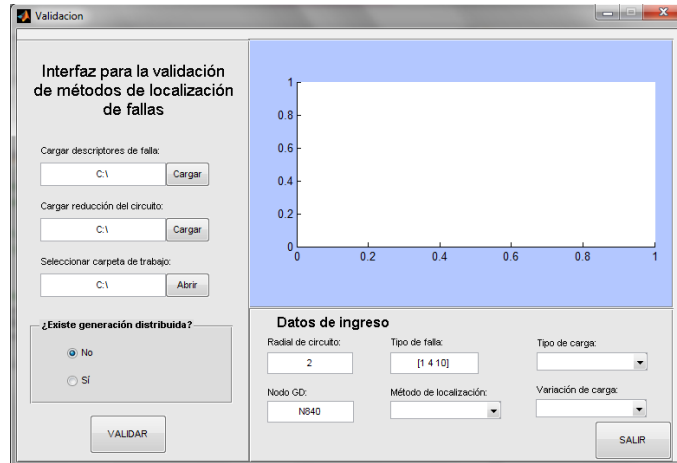 Validacion
Interfaz para la validación
de métodos de localización
de fallas
Cargar descriptores de falla:
C:\ Cargar
Cargar reducción del circuito:
C:\ Cargar
Seleccionar carpeta de trabajo:
C:\ Abrir
¿Existe generación distribuida?
No
Sí
VALIDAR
1
0.8
0.6
0.4
0.2
0
0 0.2 0.4 0.6 0.8 1
Datos de ingreso
Radial de circuito: Tipo de falla: Tipo de carga:
2 [1 4 10]
Nodo GD: Método de localización: Variación de carga:
N840
SALIR